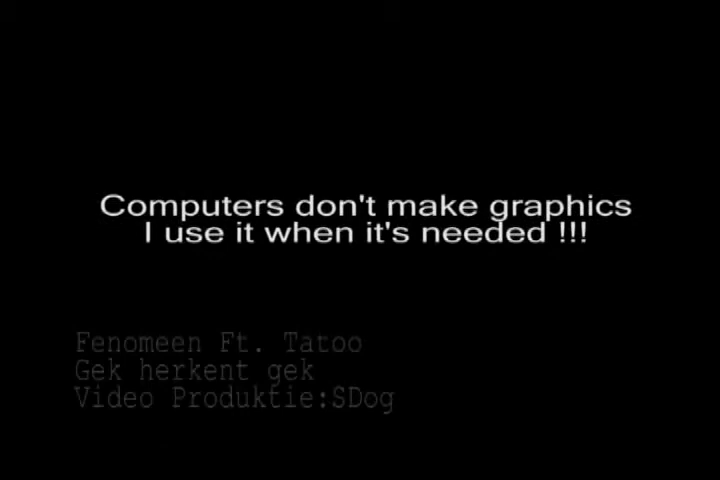 Computers don't make graphics
I use it when it's needed !!!
Fenomeen Ft. Tatoo
Gek herkent gek
Video Produktie:SDog